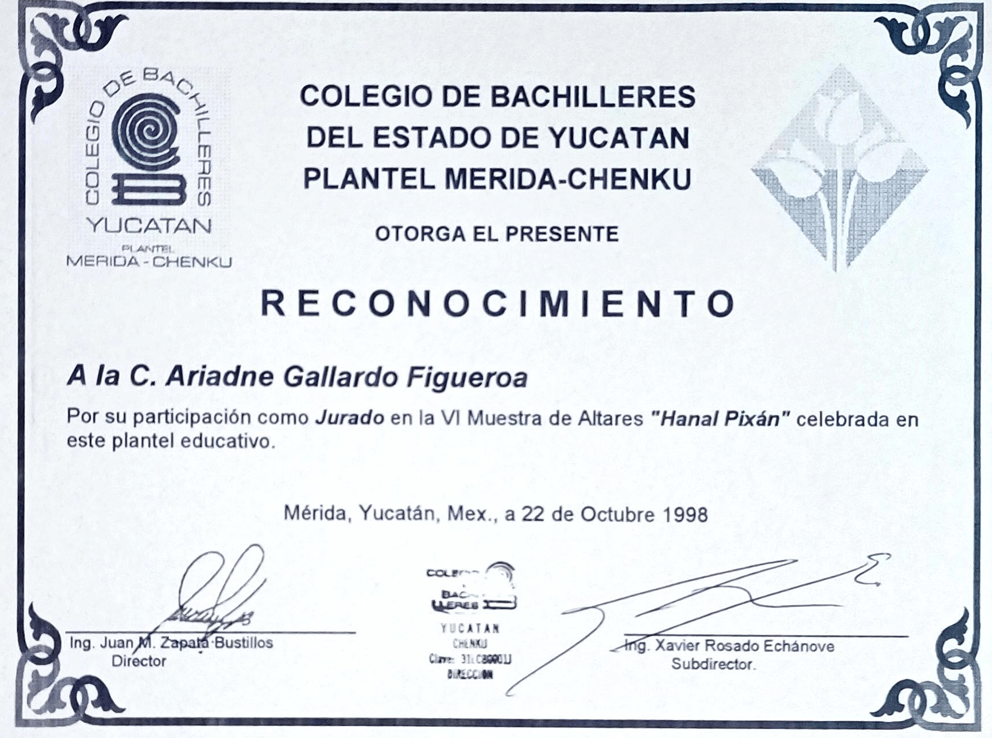 COLEGIO DE BACHILLERES
YUCATAN
PLANTEL
MERIDA - CHENKU
COLEGIO DE BACHILLERES
DEL ESTADO DE YUCATAN
PLANTEL MERIDA-CHENKU
OTORGA EL PRESENTE
RECONOCIMIENTO
A la C. Ariadne Gallardo Figueroa
Por su participación como Jurado en la VI Muestra de Altares "Hanal Pixán" celebrada en
este plantel educativo.
Mérida, Yucatán, Mex., a 22 de Octubre 1998
Ing. Juan M. Zapata Bustillos
Director
BACHI
LLERES
YUCATAN
CHENKU
Clave:
DIRECCION
Ing. Xavier Rosado Echánove
Subdirector.